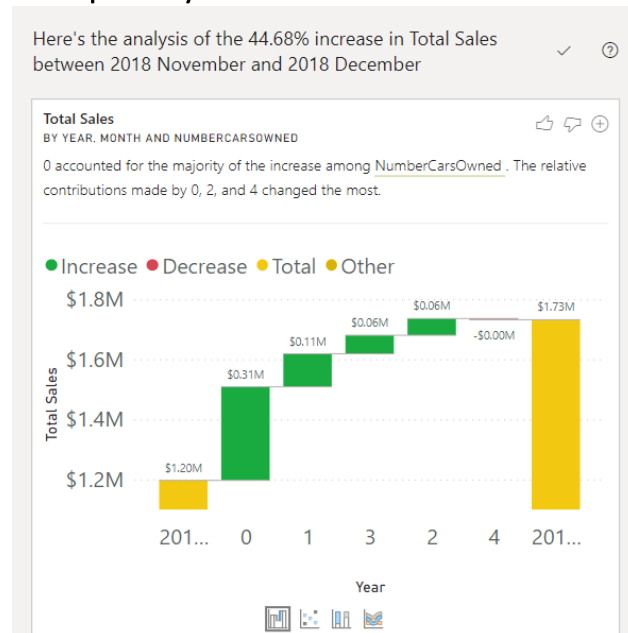 Here's the analysis of the 44.68% increase in Total Sales
between 2018 November and 2018 December
Total Sales
BY YEAR, MONTH AND NUMBERCARSOWNED
0 accounted for the majority of the increase among NumberCarsOwned . The relative
contributions made by 0, 2, and 4 changed the most.
Increase Decrease Total Other
$1.8M
$1.6M
$1.4M
$1.2M
Total Sales
$1.20M
$0.31M
$0.11M
$0.06M
$0.06M
-$0.00M
$1.73M
201... 0 1 3 2 4 201...
Year